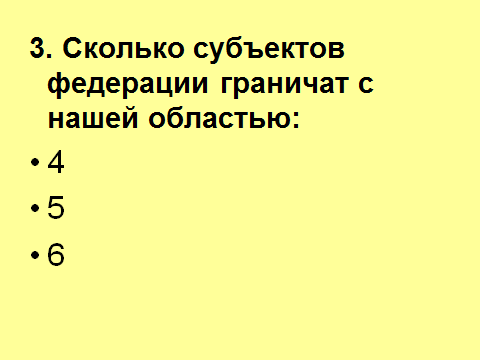 3. Сколько субъектов
федерации граничат с
нашей областью:
• 4
• 5
• 6